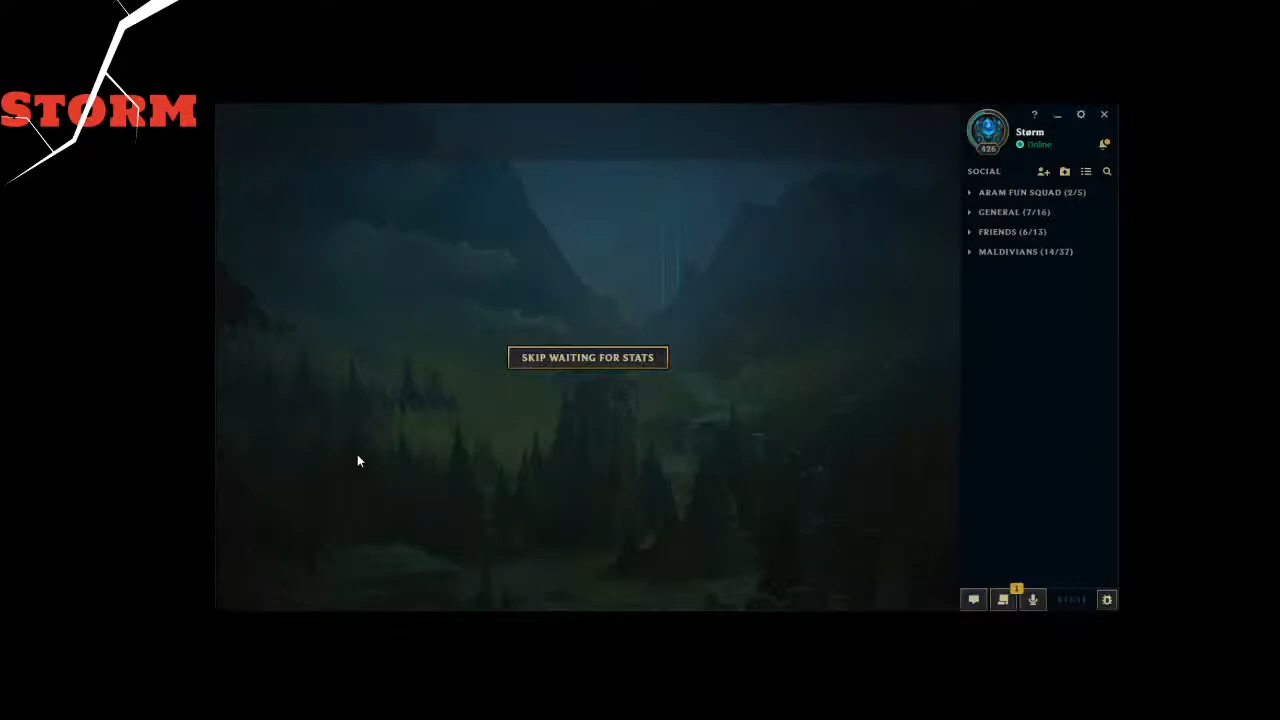 STORM
?
Størm
426
Online
SOCIAL
ARAM FUN SQUAD (2/5)
GENERAL (7/16)
FRIENDS (6/13)
MALDIVIANS (14/37)
SKIP WAITING FOR STATS
1